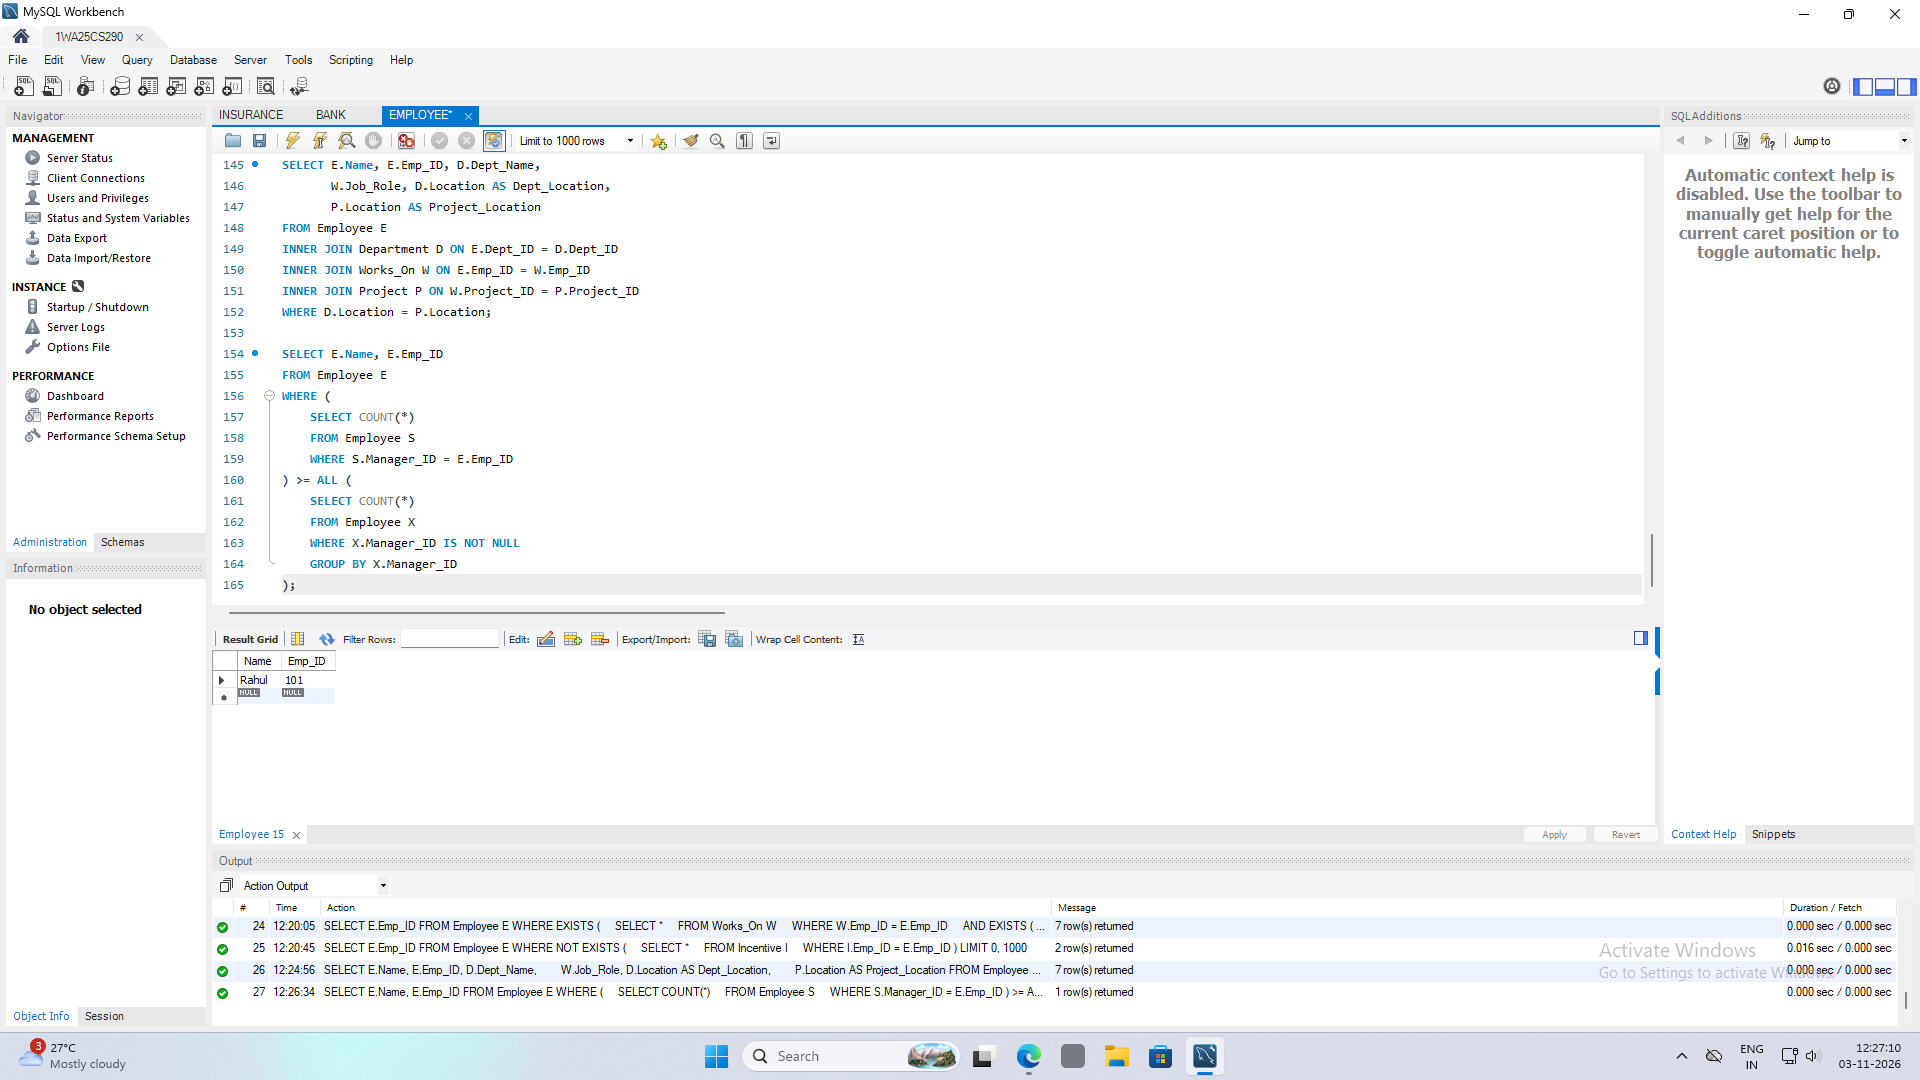 MySQL Workbench
1WA25CS290
File Edit View Query Database Server Tools Scripting Help
Navigator
MANAGEMENT
Server Status
Client Connections
Users and Privileges
Status and System Variables
Data Export
Data Import/Restore
INSTANCE
Startup / Shutdown
Server Logs
Options File
PERFORMANCE
Dashboard
Performance Reports
Performance Schema Setup
Administration Schemas
Information
No object selected
Object Info Session
INSURANCE BANK EMPLOYEE*
Limit to 1000 rows
145 SELECT E.Name, E.Emp_ID, D.Dept_Name,
146 W.Job_Role, D.Location AS Dept_Location,
147 P.Location AS Project_Location
148 FROM Employee E
149 INNER JOIN Department D ON E.Dept_ID = D.Dept_ID
150 INNER JOIN Works_On W ON E.Emp_ID = W.Emp_ID
151 INNER JOIN Project P ON W.Project_ID = P.Project_ID
152 WHERE D.Location = P.Location;
153
154 SELECT E.Name, E.Emp_ID
155 FROM Employee E
156 WHERE (
157 SELECT COUNT(*)
158 FROM Employee S
159 WHERE S.Manager_ID = E.Emp_ID
160 ) >= ALL (
161 SELECT COUNT(*)
162 FROM Employee X
163 WHERE X.Manager_ID IS NOT NULL
164 GROUP BY X.Manager_ID
165 );
Result Grid Filter Rows: Edit: Export/Import: Wrap Cell Content:
Name Emp_ID
Rahul 101
NULL NULL
Employee 15 Apply Revert
SQLAdditions
Jump to
Automatic context help is
disabled. Use the toolbar to
manually get help for the
current caret position or to
toggle automatic help.
Context Help Snippets
Output
Action Output
# Time Action Message Duration / Fetch
24 12:20:05 SELECT E.Emp_ID FROM Employee E WHERE EXISTS ( SELECT * FROM Works_On W WHERE W.Emp_ID = E.Emp_ID AND EXISTS ( ... 7 row(s) returned 0.000 sec / 0.000 sec
25 12:20:45 SELECT E.Emp_ID FROM Employee E WHERE NOT EXISTS ( SELECT * FROM Incentive I WHERE I.Emp_ID = E.Emp_ID ) LIMIT 0, 1000 2 row(s) returned 0.016 sec / 0.000 sec
26 12:24:56 SELECT E.Name, E.Emp_ID, D.Dept_Name, W.Job_Role, D.Location AS Dept_Location, P.Location AS Project_Location FROM Employee ... 7 row(s) returned 0.000 sec / 0.000 sec
27 12:26:34 SELECT E.Name, E.Emp_ID FROM Employee E WHERE ( SELECT COUNT(*) FROM Employee S WHERE S.Manager_ID = E.Emp_ID ) >= A... 1 row(s) returned 0.000 sec / 0.000 sec
Activate Windows
Go to Settings to activate Windows.
3
27°C
Mostly cloudy
Search
ENG
IN
12:27:10
03-11-2026